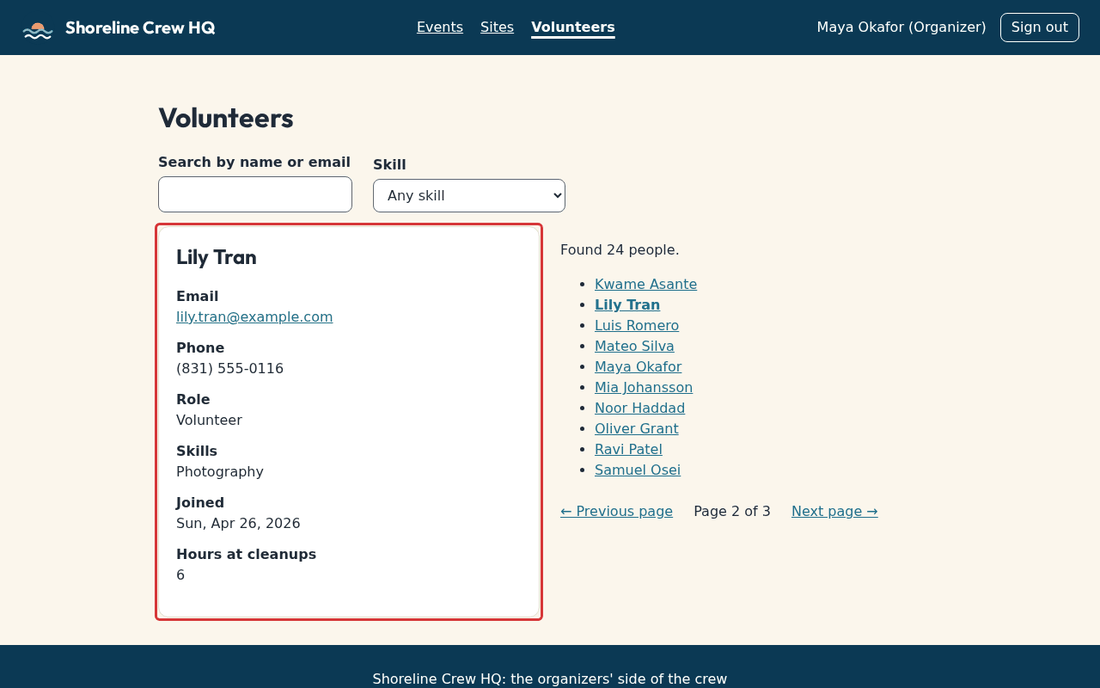 Shoreline Crew HQ
Events Sites Volunteers
Maya Okafor (Organizer) Sign out
Volunteers
Search by name or email
Skill
Any skill
Lily Tran
Email
lily.tran@example.com
Phone
(831) 555-0116
Role
Volunteer
Skills
Photography
Joined
Sun, Apr 26, 2026
Hours at cleanups
6
Found 24 people.
Kwame Asante
Lily Tran
Luis Romero
Mateo Silva
Maya Okafor
Mia Johansson
Noor Haddad
Oliver Grant
Ravi Patel
Samuel Osei
← Previous page Page 2 of 3 Next page →
Shoreline Crew HQ: the organizers' side of the crew